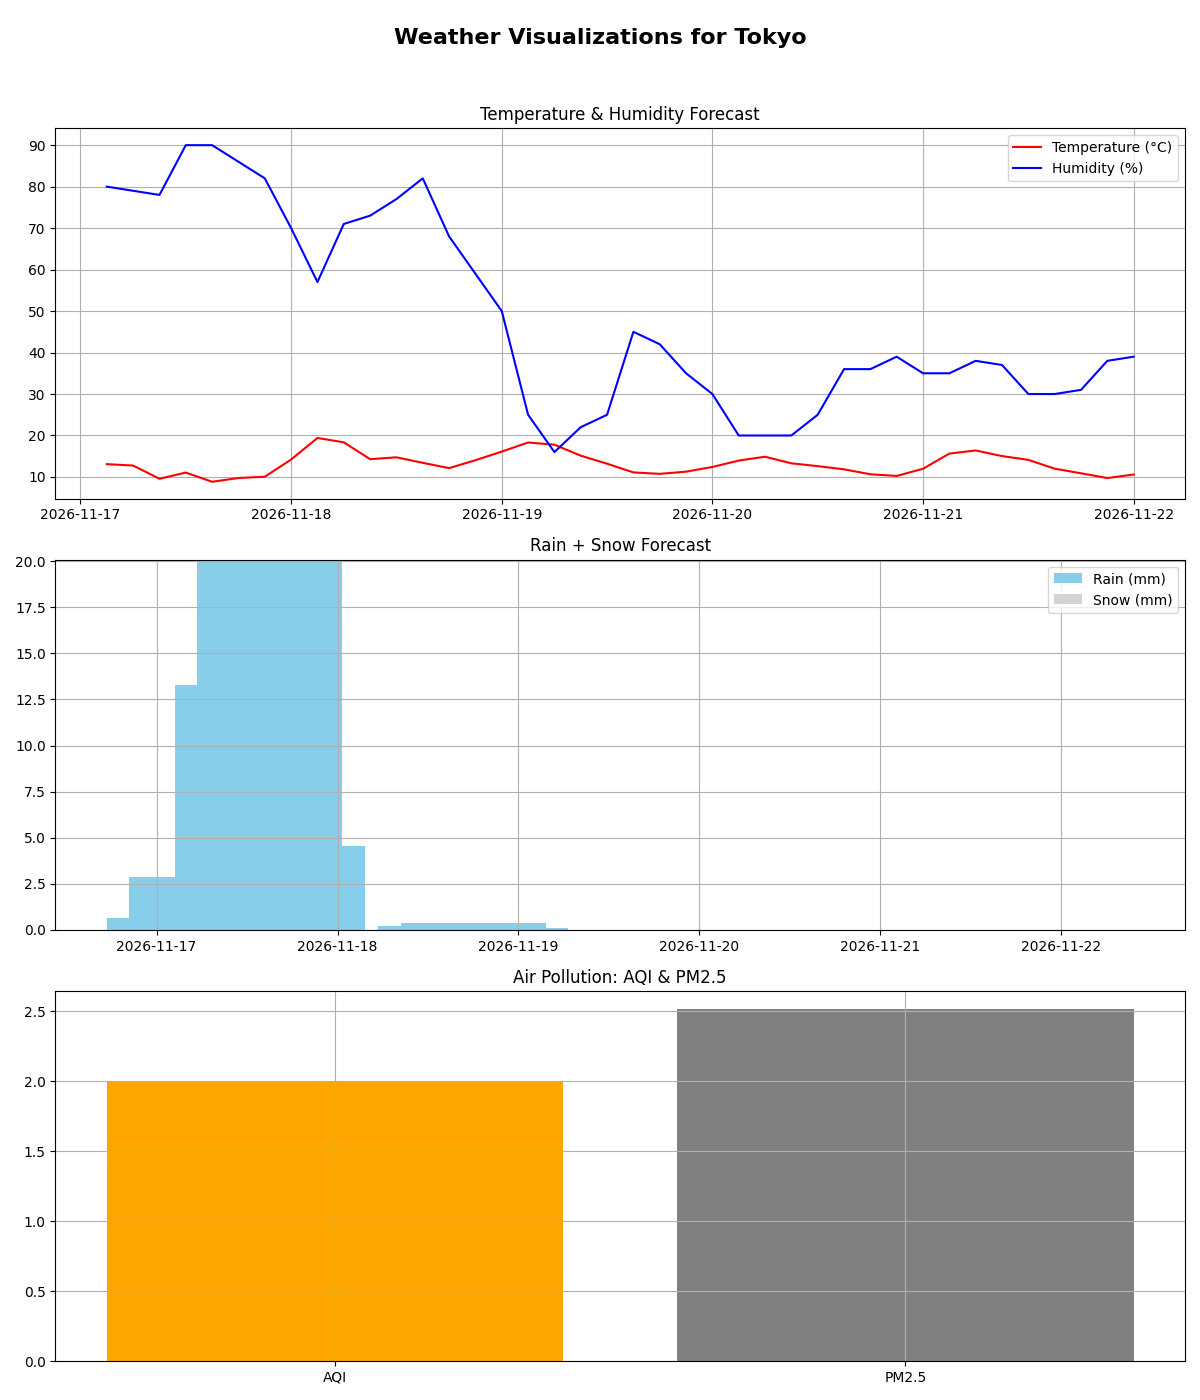 Weather Visualizations for Tokyo
Temperature & Humidity Forecast
Temperature (°C)
Humidity (%)
90
80
70
60
50
40
30
20
10
2026-11-17 2026-11-18 2026-11-19 2026-11-20 2026-11-21 2026-11-22
Rain + Snow Forecast
Rain (mm)
Snow (mm)
20.0
17.5
15.0
12.5
10.0
7.5
5.0
2.5
0.0
2026-11-17 2026-11-18 2026-11-19 2026-11-20 2026-11-21 2026-11-22
Air Pollution: AQI & PM2.5
2.5
2.0
1.5
1.0
0.5
0.0
AQI PM2.5